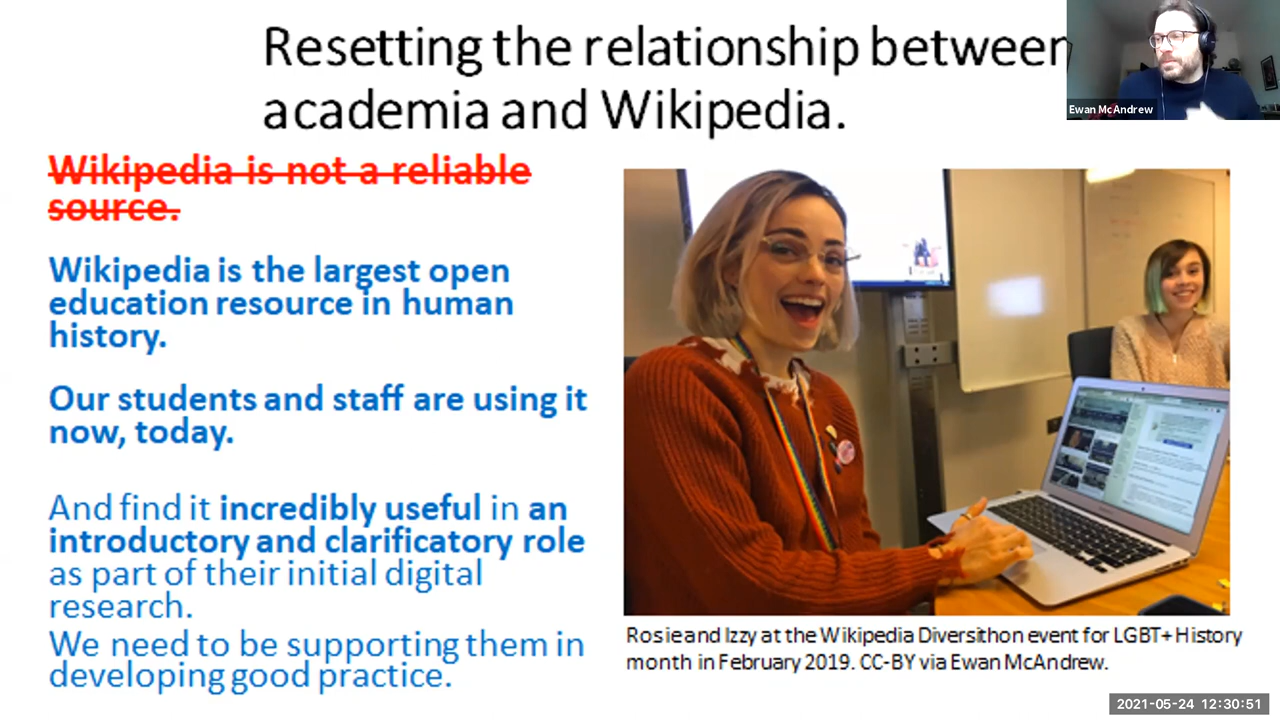 Resetting the relationship between
academia and Wikipedia.
Ewan McAndrew
Wikipedia is not a reliable
source.
Wikipedia is the largest open
education resource in human
history.
Our students and staff are using it
now, today.
And find it incredibly useful in an
introductory and clarificatory role
as part of their initial digital
research.
We need to be supporting them in
developing good practice.
Rosie and Izzy at the Wikipedia Diversithon event for LGBT+ History
month in February 2019. CC-BY via Ewan McAndrew.
2021-05-24 12:30:51